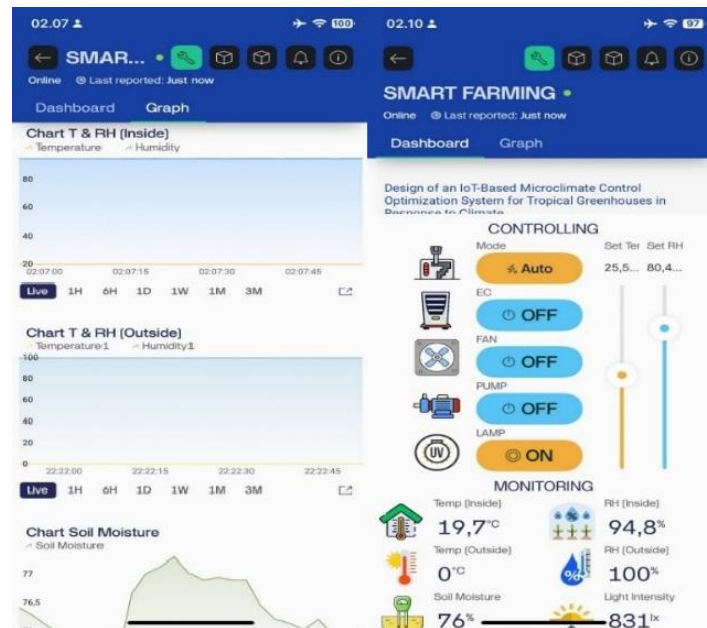 02.07
100
SMAR...
Online Last reported: Just now
Dashboard Graph
Chart T & RH (Inside)
Temperature Humidity
80
60
40
20
02:07:00 02:07:15 02:07:30 02:07:45
Live 1H 6H 1D 1W 1M 3M
Chart T & RH (Outside)
Temperature1 Humidity1
100
80
60
40
20
0
22:22:00 22:22:15 22:22:30 22:22:45
Live 1H 6H 1D 1W 1M 3M
Chart Soil Moisture
Soil Moisture
77
76,5
02.10
97
SMART FARMING
Online Last reported: Just now
Dashboard Graph
Design of an IoT-Based Microclimate Control
Optimization System for Tropical Greenhouses in
Response to Climate
CONTROLLING
Mode Set Ter Set RH
Auto 25,5... 80,4...
EC
OFF
FAN
OFF
PUMP
OFF
LAMP
UV ON
MONITORING
Temp (Inside) RH (Inside)
19,7°C 94,8%
Temp (Outside) RH (Outside)
0°C 100%
Soil Moisture Light Intensity
76% 831lx